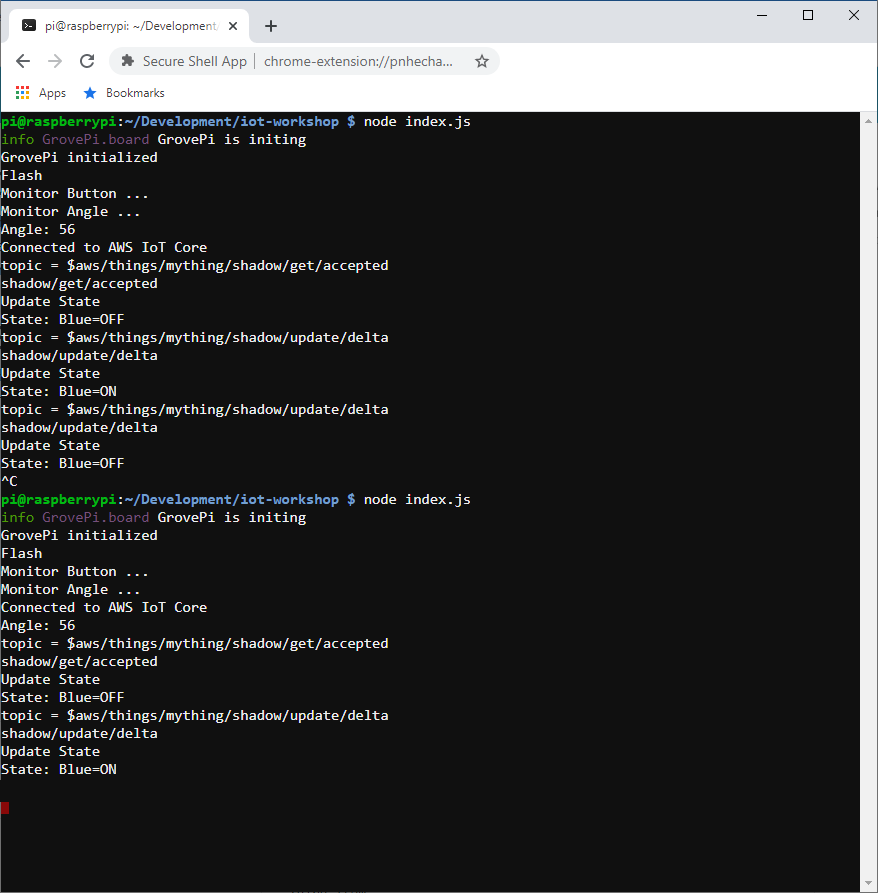 pi@raspberrypi: ~/Development/
Secure Shell App | chrome-extension://pnhecha...
Apps Bookmarks
pi@raspberrypi:~/Development/iot-workshop $ node index.js
info GrovePi.board GrovePi is initing
GrovePi initialized
Flash
Monitor Button ...
Monitor Angle ...
Angle: 56
Connected to AWS IoT Core
topic = $aws/things/mything/shadow/get/accepted
shadow/get/accepted
Update State
State: Blue=OFF
topic = $aws/things/mything/shadow/update/delta
shadow/update/delta
Update State
State: Blue=ON
topic = $aws/things/mything/shadow/update/delta
shadow/update/delta
Update State
State: Blue=OFF
^C
pi@raspberrypi:~/Development/iot-workshop $ node index.js
info GrovePi.board GrovePi is initing
GrovePi initialized
Flash
Monitor Button ...
Monitor Angle ...
Connected to AWS IoT Core
Angle: 56
topic = $aws/things/mything/shadow/get/accepted
shadow/get/accepted
Update State
State: Blue=OFF
topic = $aws/things/mything/shadow/update/delta
shadow/update/delta
Update State
State: Blue=ON